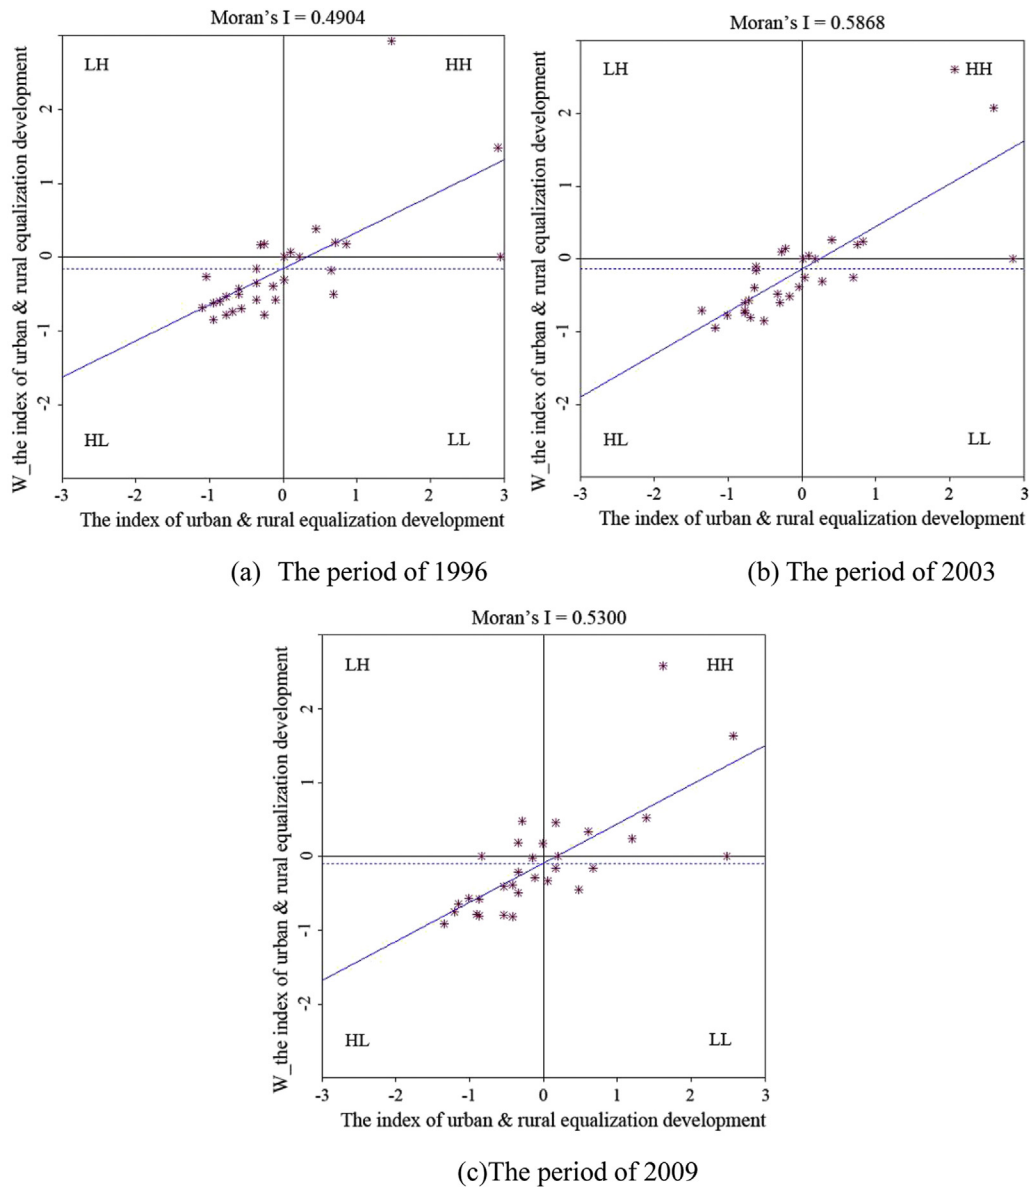 Moran's I = 0.4904
LH HH
W_the index of urban & rural equalization development
2
1
0
-1
-2
HL LL
-3 -2 -1 0 1 2 3
The index of urban & rural equalization development
(a) The period of 1996
Moran's I = 0.5868
LH HH
W_the index of urban & rural equalization development
2
1
0
-1
-2
HL LL
-3 -2 -1 0 1 2 3
The index of urban & rural equalization development
(b) The period of 2003
Moran's I = 0.5300
LH HH
W_the index of urban & rural equalization development
2
1
0
-1
-2
HL LL
-3 -2 -1 0 1 2 3
The index of urban & rural equalization development
(c)The period of 2009